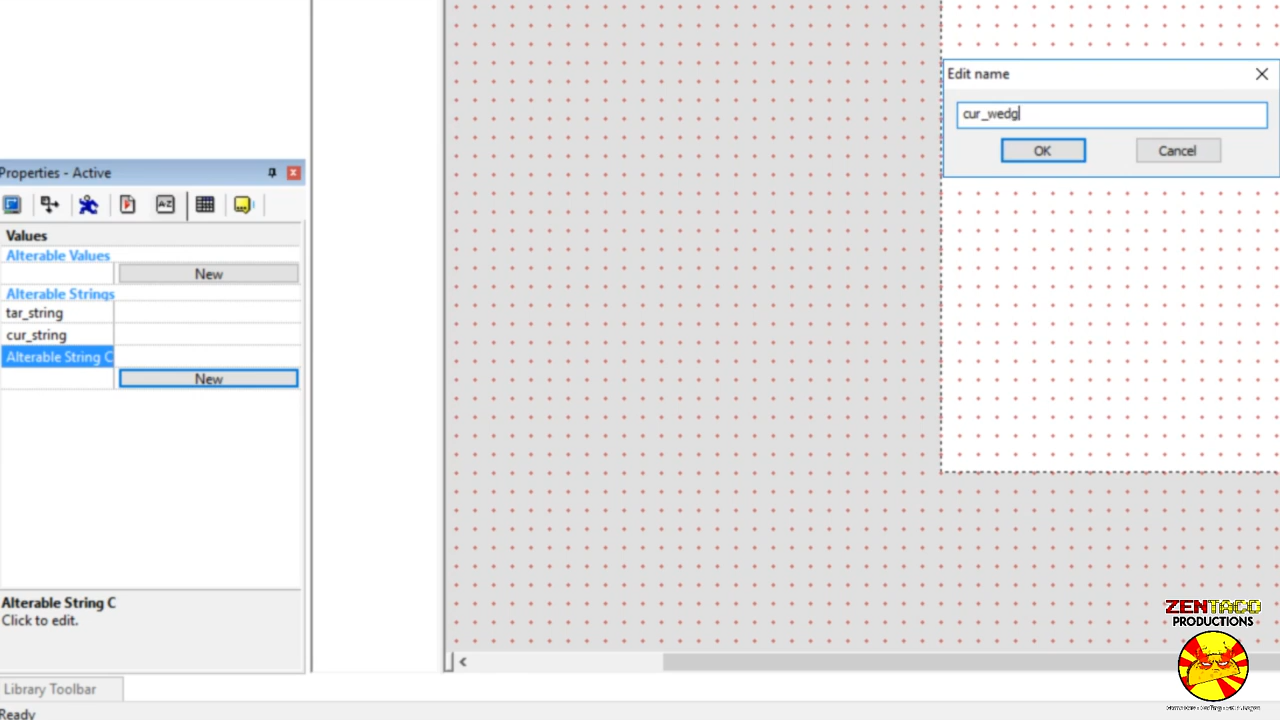 Edit name
cur_wedg
OK
Cancel
Properties - Active
Values
Alterable Values
New
Alterable Strings
tar_string
cur_string
Alterable String C
New
Alterable String C
Click to edit.
Library Toolbar
Ready
ZENTACO
PRODUCTIONS